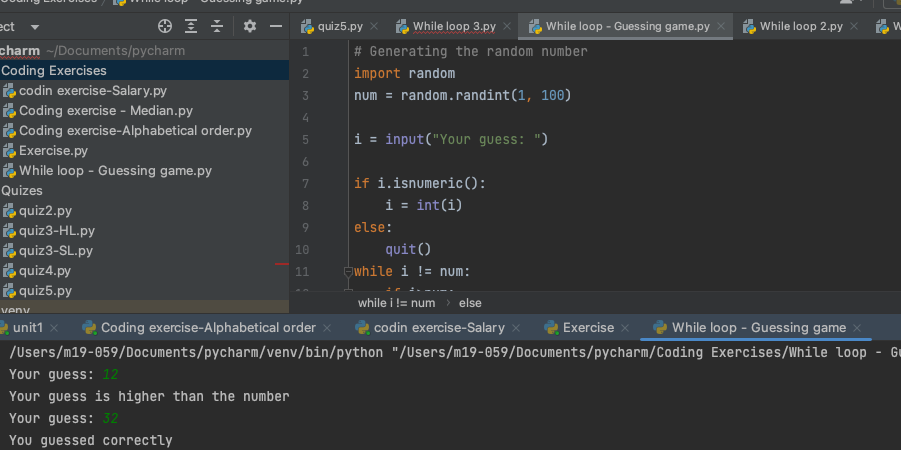 Coding Exercises While loop - Guessing game.py
ect
quiz5.py While loop 3.py While loop - Guessing game.py While loop 2.py W
charm ~/Documents/pycharm
Coding Exercises
codin exercise-Salary.py
Coding exercise - Median.py
Coding exercise-Alphabetical order.py
Exercise.py
While loop - Guessing game.py
Quizes
quiz2.py
quiz3-HL.py
quiz3-SL.py
quiz4.py
quiz5.py
venv
1 # Generating the random number
2 import random
3 num = random.randint(1, 100)
4
5 i = input("Your guess: ")
6
7 if i.isnumeric():
8 i = int(i)
9 else:
10 quit()
11 while i != num:
while i != num › else
unit1 Coding exercise-Alphabetical order codin exercise-Salary Exercise While loop - Guessing game
/Users/m19-059/Documents/pycharm/venv/bin/python "/Users/m19-059/Documents/pycharm/Coding Exercises/While loop - Gu
Your guess: 12
Your guess is higher than the number
Your guess: 32
You guessed correctly